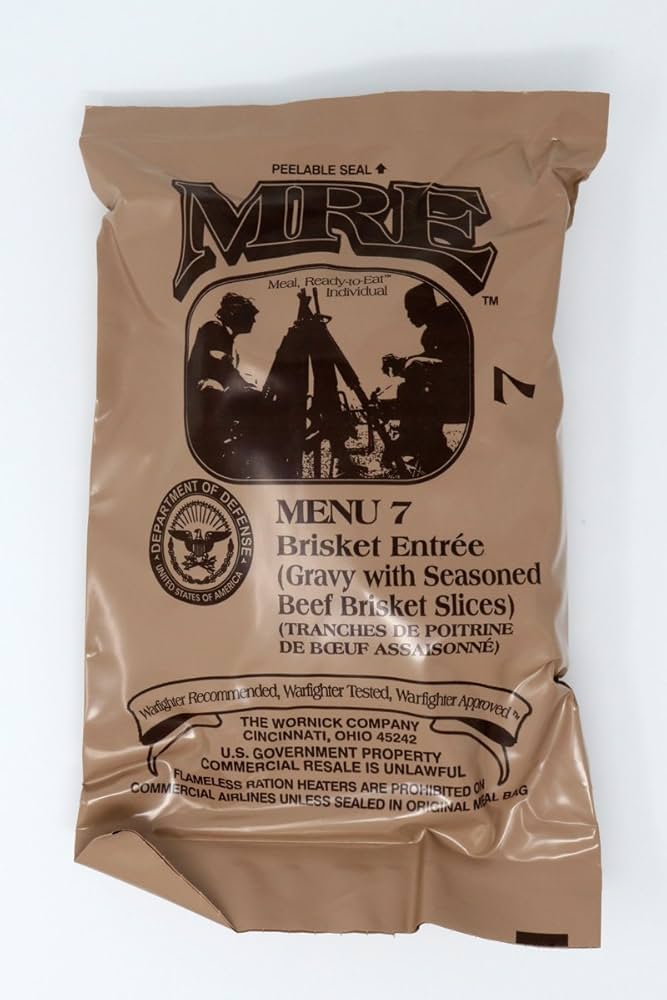 PEELABLE SEAL ⬆
MRE
Meal, Ready-to-Eat™
Individual
TM
7
DEPARTMENT OF DEFENSE
UNITED STATES OF AMERICA
MENU 7
Brisket Entrée
(Gravy with Seasoned
Beef Brisket Slices)
(TRANCHES DE POITRINE
DE BŒUF ASSAISONNÉ)
Warfighter Recommended, Warfighter Tested, Warfighter Approved™
THE WORNICK COMPANY
CINCINNATI, OHIO 45242
U.S. GOVERNMENT PROPERTY
COMMERCIAL RESALE IS UNLAWFUL
FLAMELESS RATION HEATERS ARE PROHIBITED ON
COMMERCIAL AIRLINES UNLESS SEALED IN ORIGINAL MEAL BAG